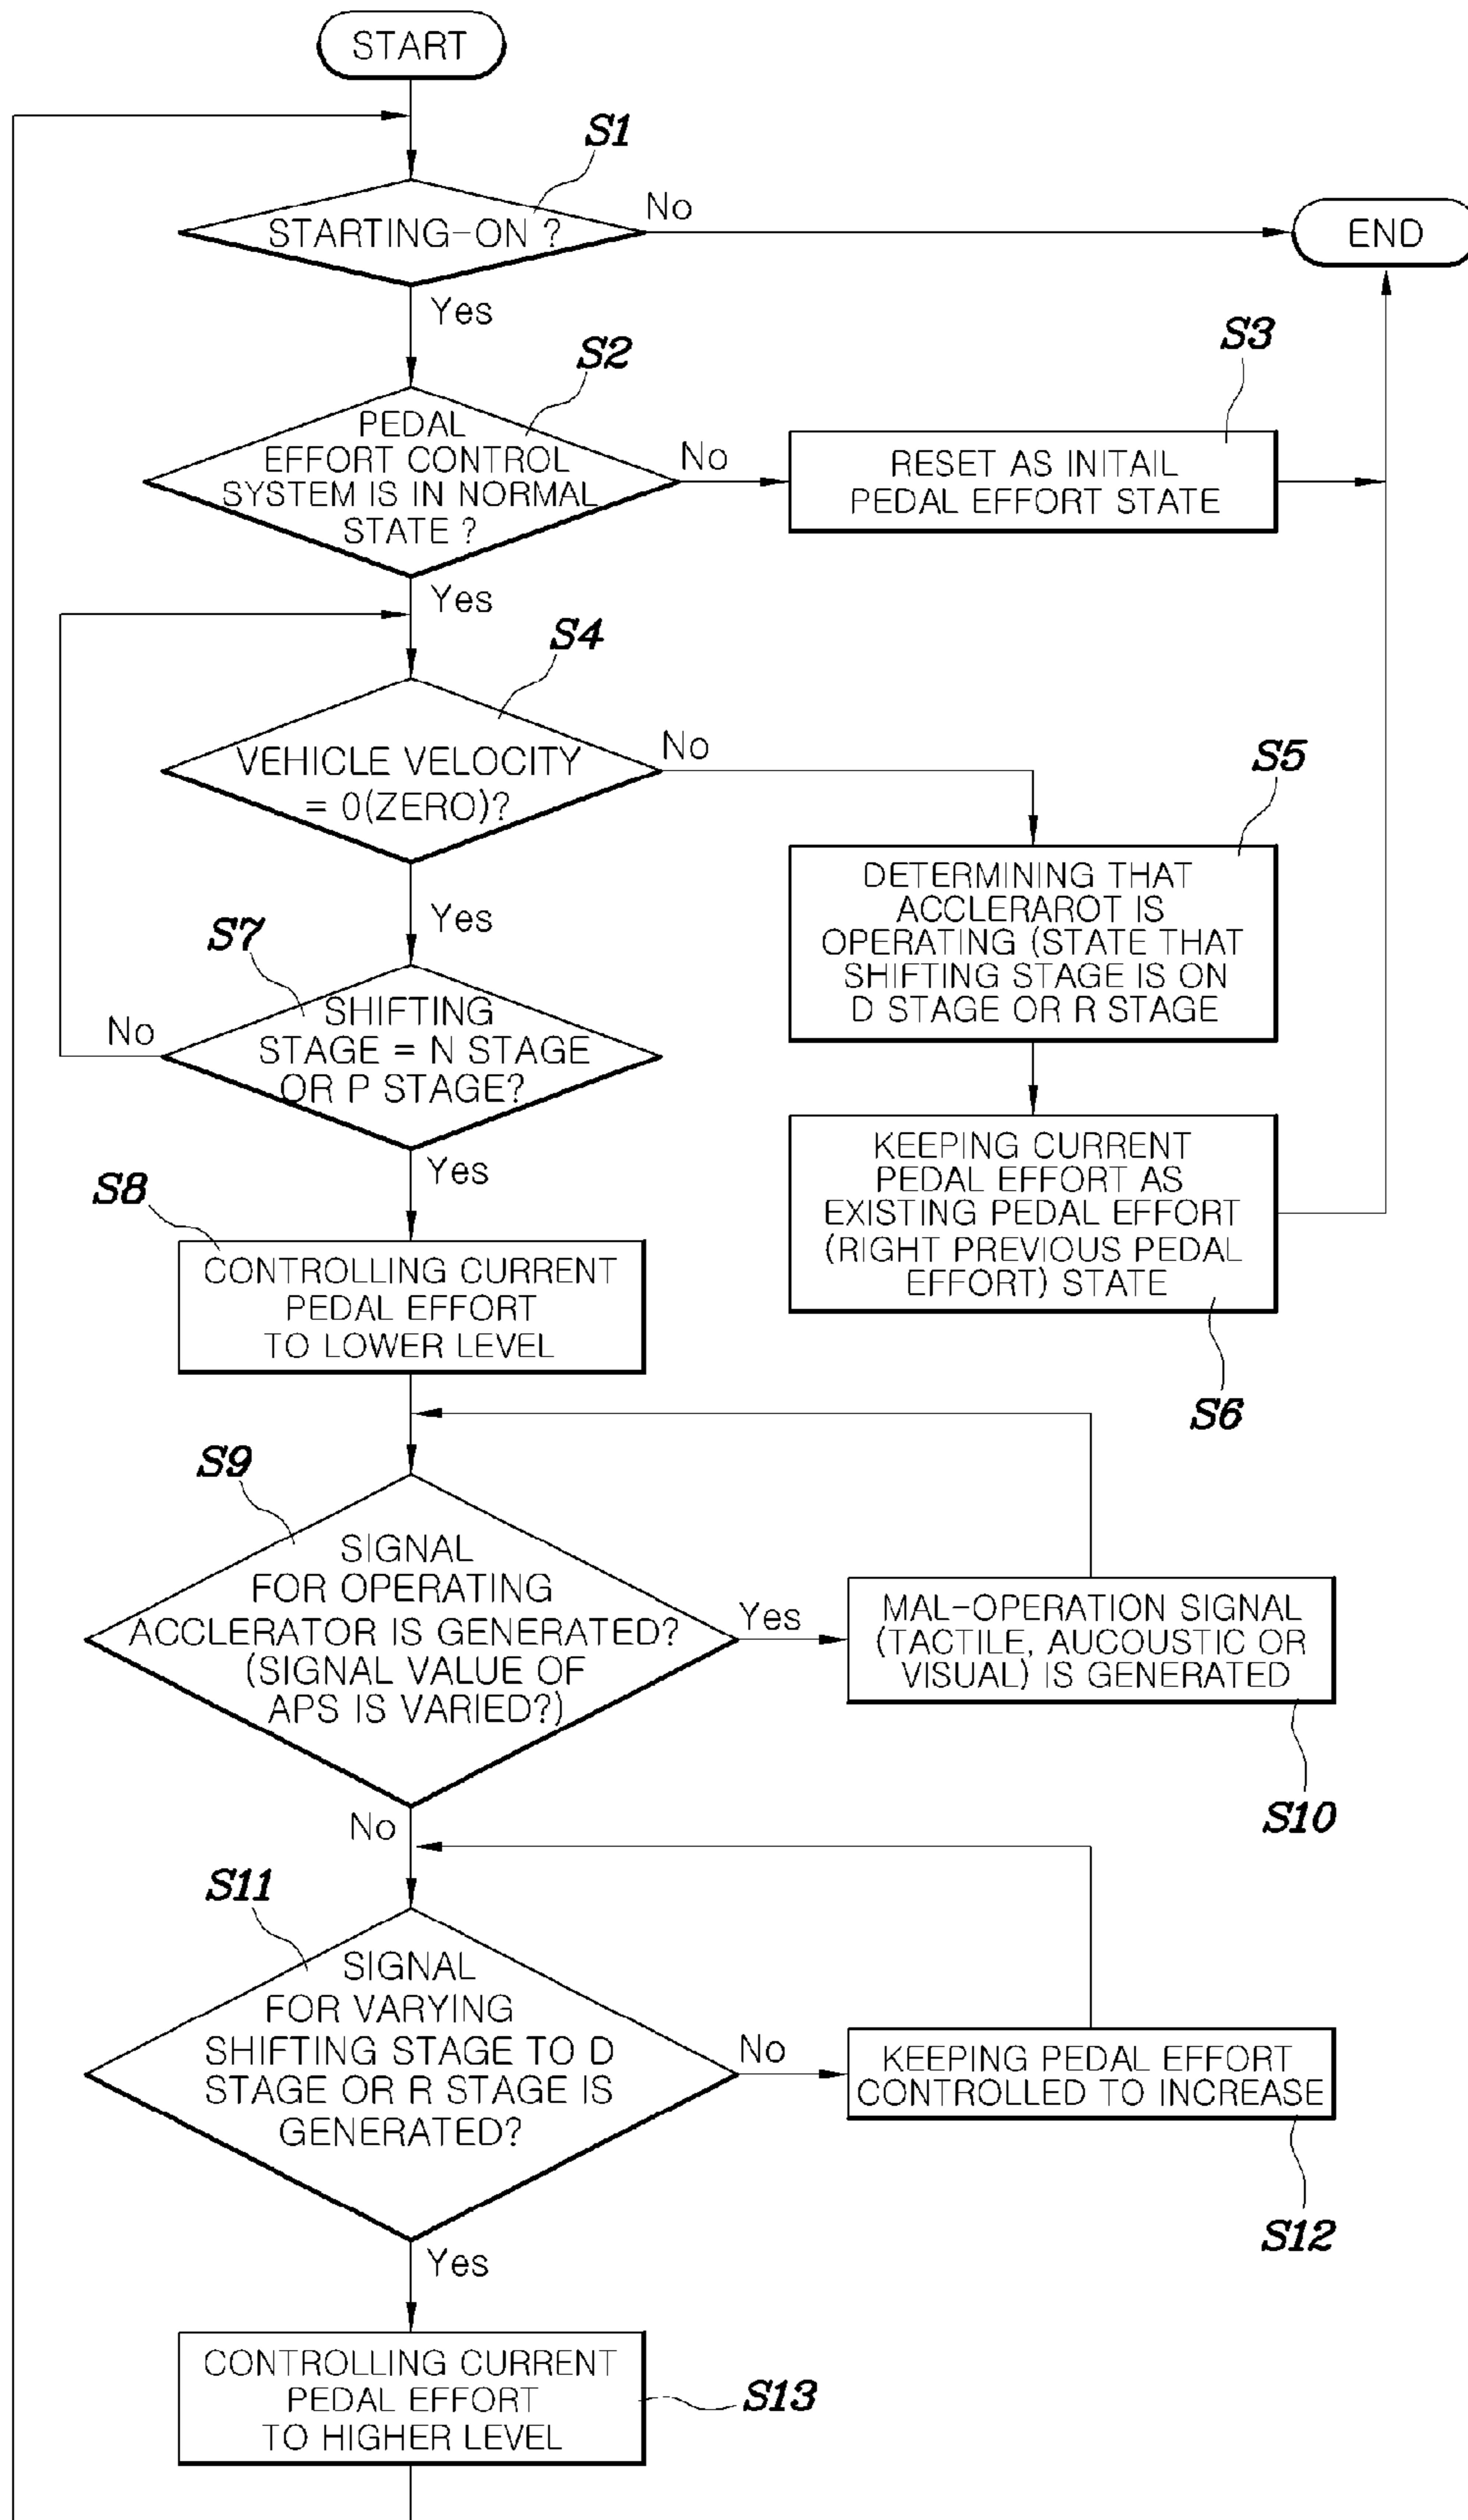 START
S1
STARTING-ON ?
No
END
Yes
S2
PEDAL
EFFORT CONTROL
SYSTEM IS IN NORMAL
STATE ?
No
S3
RESET AS INITAIL
PEDAL EFFORT STATE
Yes
S4
VEHICLE VELOCITY
= 0(ZERO)?
No
S5
DETERMINING THAT
ACCLERAROT IS
OPERATING (STATE THAT
SHIFTING STAGE IS ON
D STAGE OR R STAGE
Yes
S7
SHIFTING
STAGE = N STAGE
OR P STAGE?
No
KEEPING CURRENT
PEDAL EFFORT AS
EXISTING PEDAL EFFORT
(RIGHT PREVIOUS PEDAL
EFFORT) STATE
S6
Yes
S8
CONTROLLING CURRENT
PEDAL EFFORT
TO LOWER LEVEL
S9
SIGNAL
FOR OPERATING
ACCLERATOR IS GENERATED?
(SIGNAL VALUE OF
APS IS VARIED?)
Yes
MAL-OPERATION SIGNAL
(TACTILE, AUCOUSTIC OR
VISUAL) IS GENERATED
S10
No
S11
SIGNAL
FOR VARYING
SHIFTING STAGE TO D
STAGE OR R STAGE IS
GENERATED?
No
KEEPING PEDAL EFFORT
CONTROLLED TO INCREASE
S12
Yes
CONTROLLING CURRENT
PEDAL EFFORT
TO HIGHER LEVEL
S13